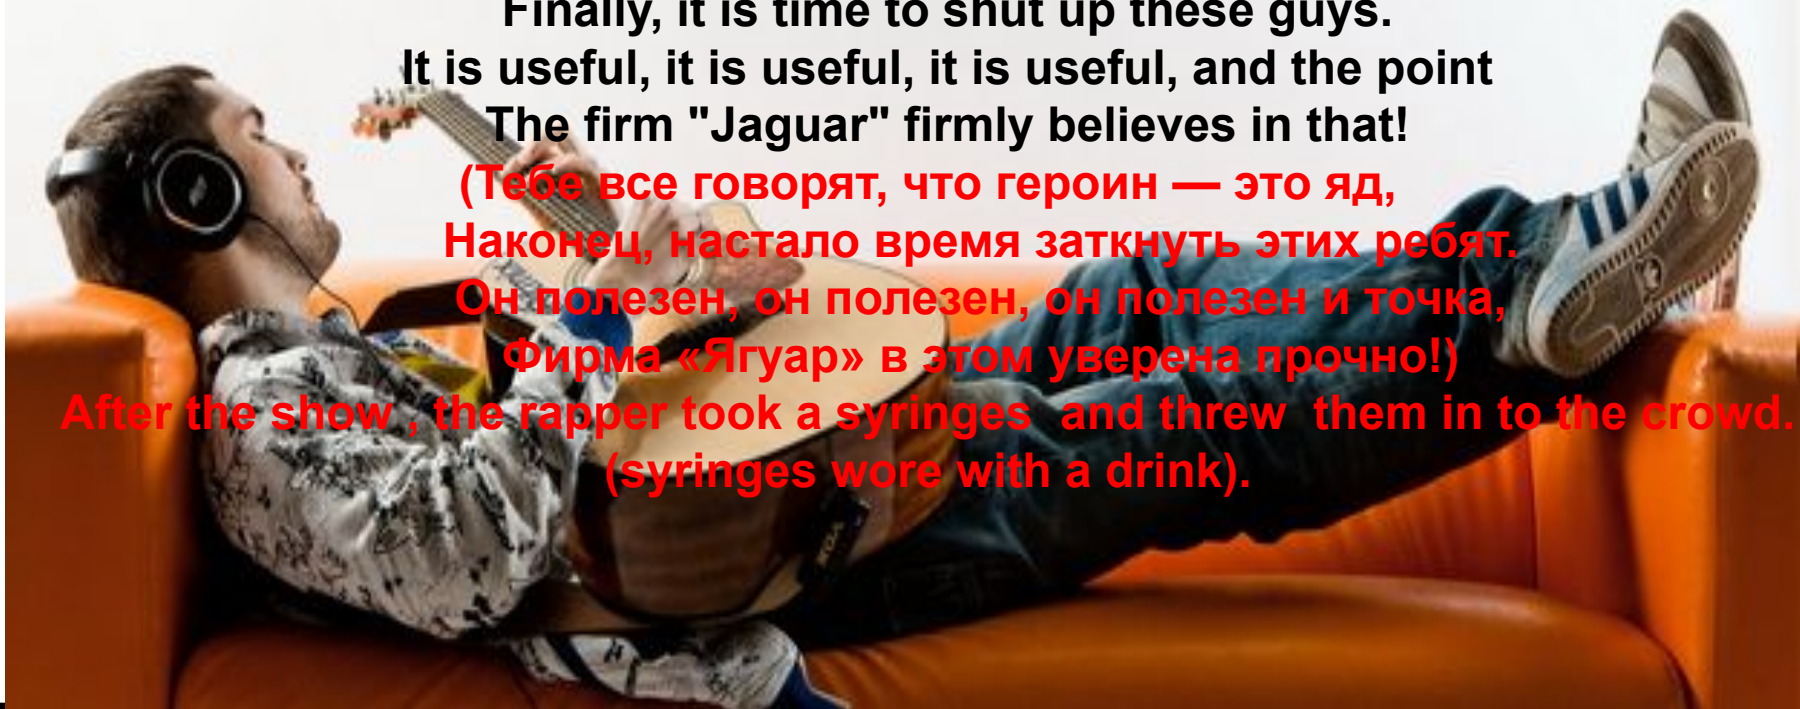 Finally, it is time to shut up these guys.
It is useful, it is useful, it is useful, and the point
The firm "Jaguar" firmly believes in that!
(Тебе все говорят, что героин — это яд,
Наконец, настало время заткнуть этих ребят.
Он полезен, он полезен, он полезен и точка,
Фирма «Ягуар» в этом уверена прочно!)
After the show , the rapper took a syringes  and threw  them in to the crowd.
(syringes wore with a drink).